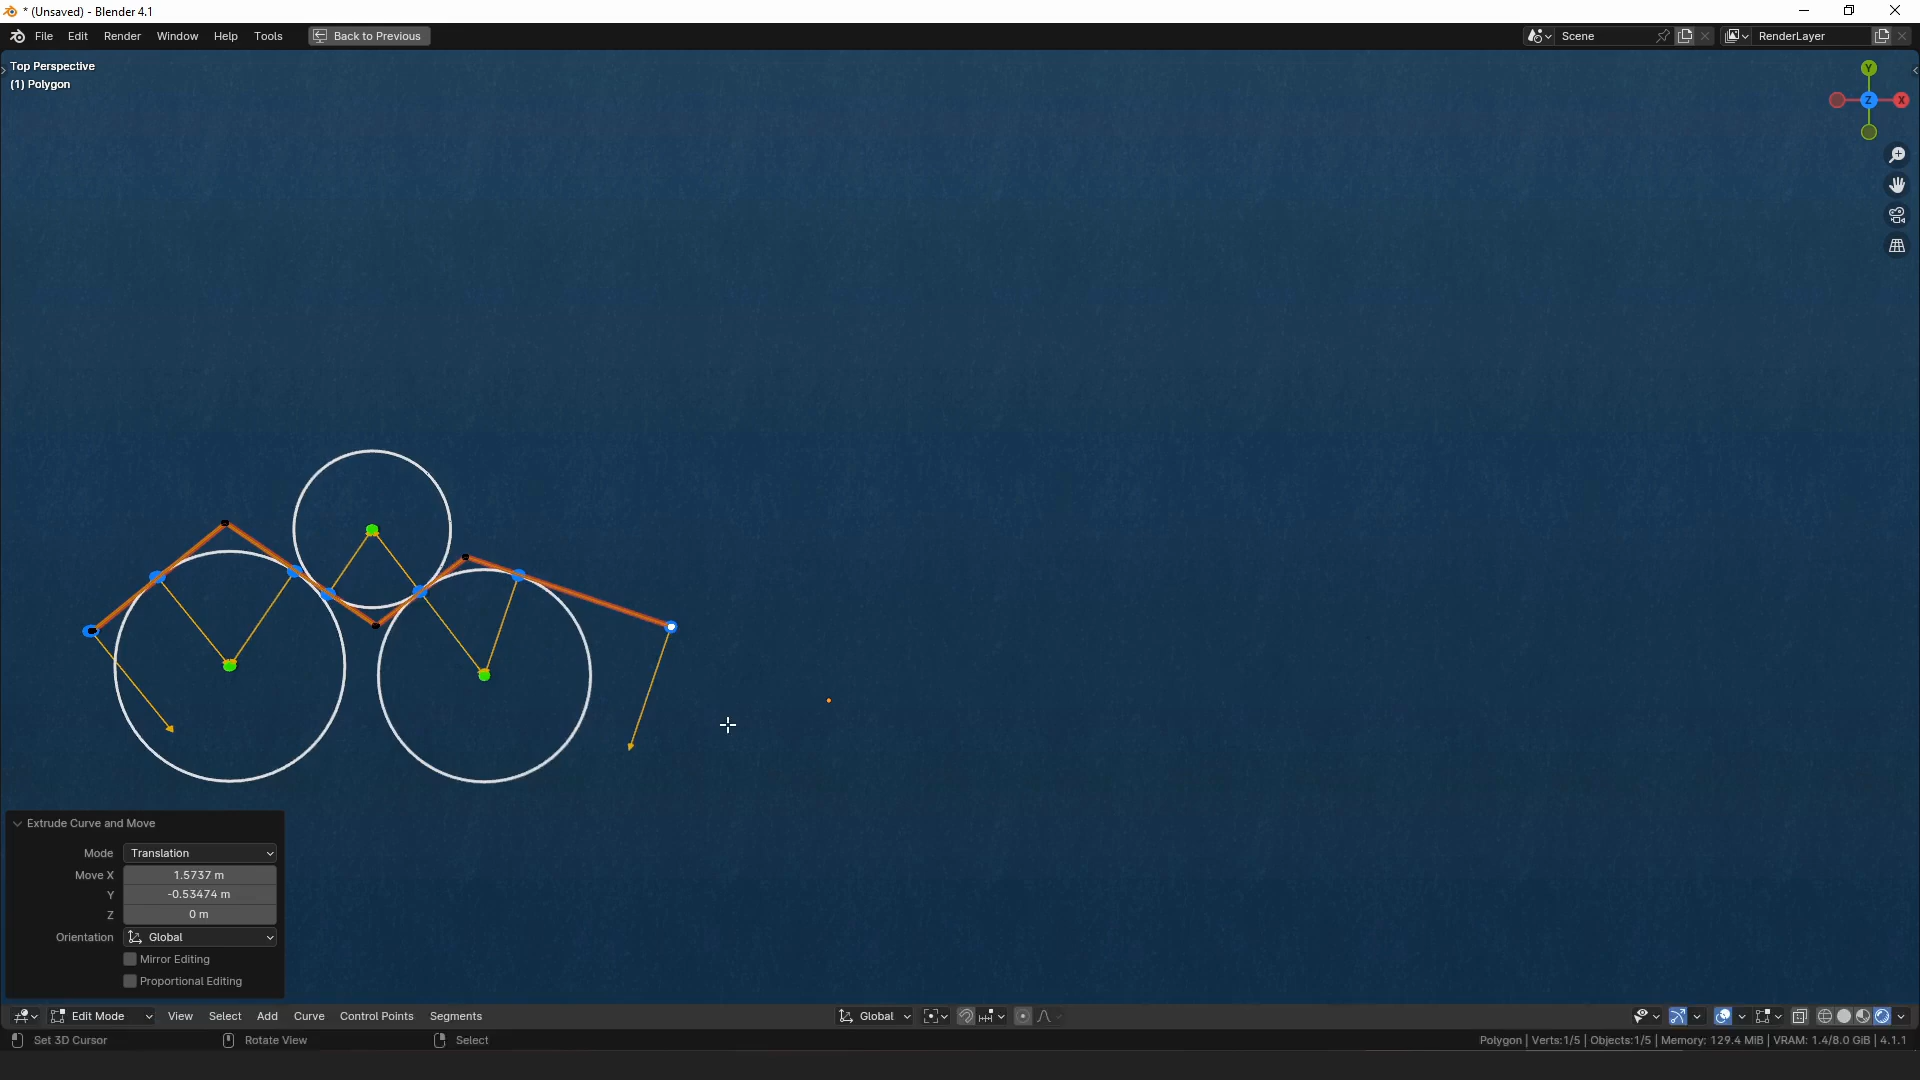 * (Unsaved) - Blender 4.1
File Edit Render Window Help Tools Back to Previous Scene RenderLayer
Top Perspective
(1) Polygon
Y
Z X
Extrude Curve and Move
Mode Translation
Move X 1.5737 m
Y -0.53474 m
Z 0 m
Orientation Global
Mirror Editing
Proportional Editing
Edit Mode View Select Add Curve Control Points Segments Global
Set 3D Cursor Rotate View Select Polygon | Verts:1/5 | Objects:1/5 | Memory: 129.4 MiB | VRAM: 1.4/8.0 GiB | 4.1.1